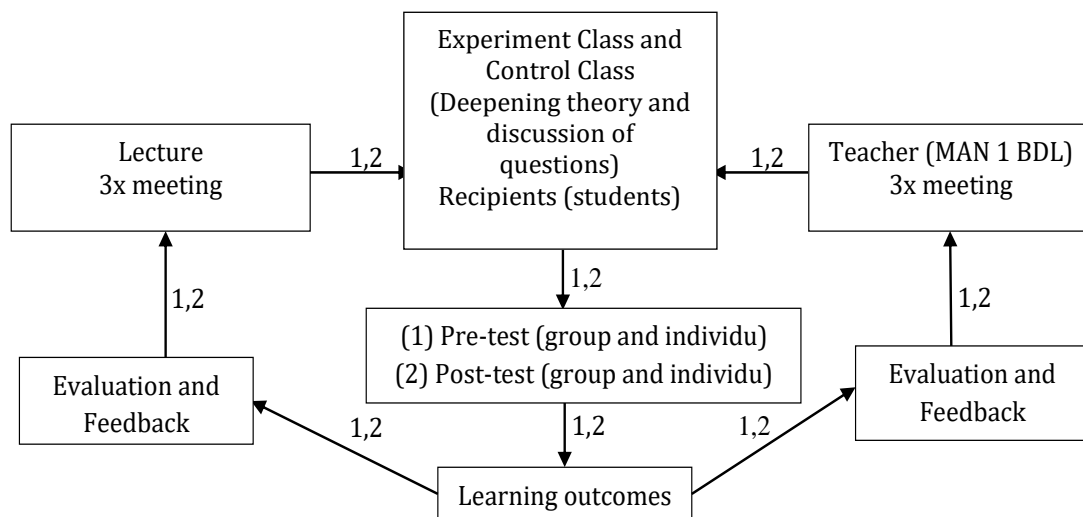 Experiment Class and
Control Class
(Deepening theory and
discussion of
questions)
Recipients (students)
Lecture
3x meeting
1,2
1,2
Teacher (MAN 1 BDL)
3x meeting
1,2
1,2
1,2
(1) Pre-test (group and individu)
(2) Post-test (group and individu)
Evaluation and
Feedback
Evaluation and
Feedback
1,2
1,2
1,2
Learning outcomes